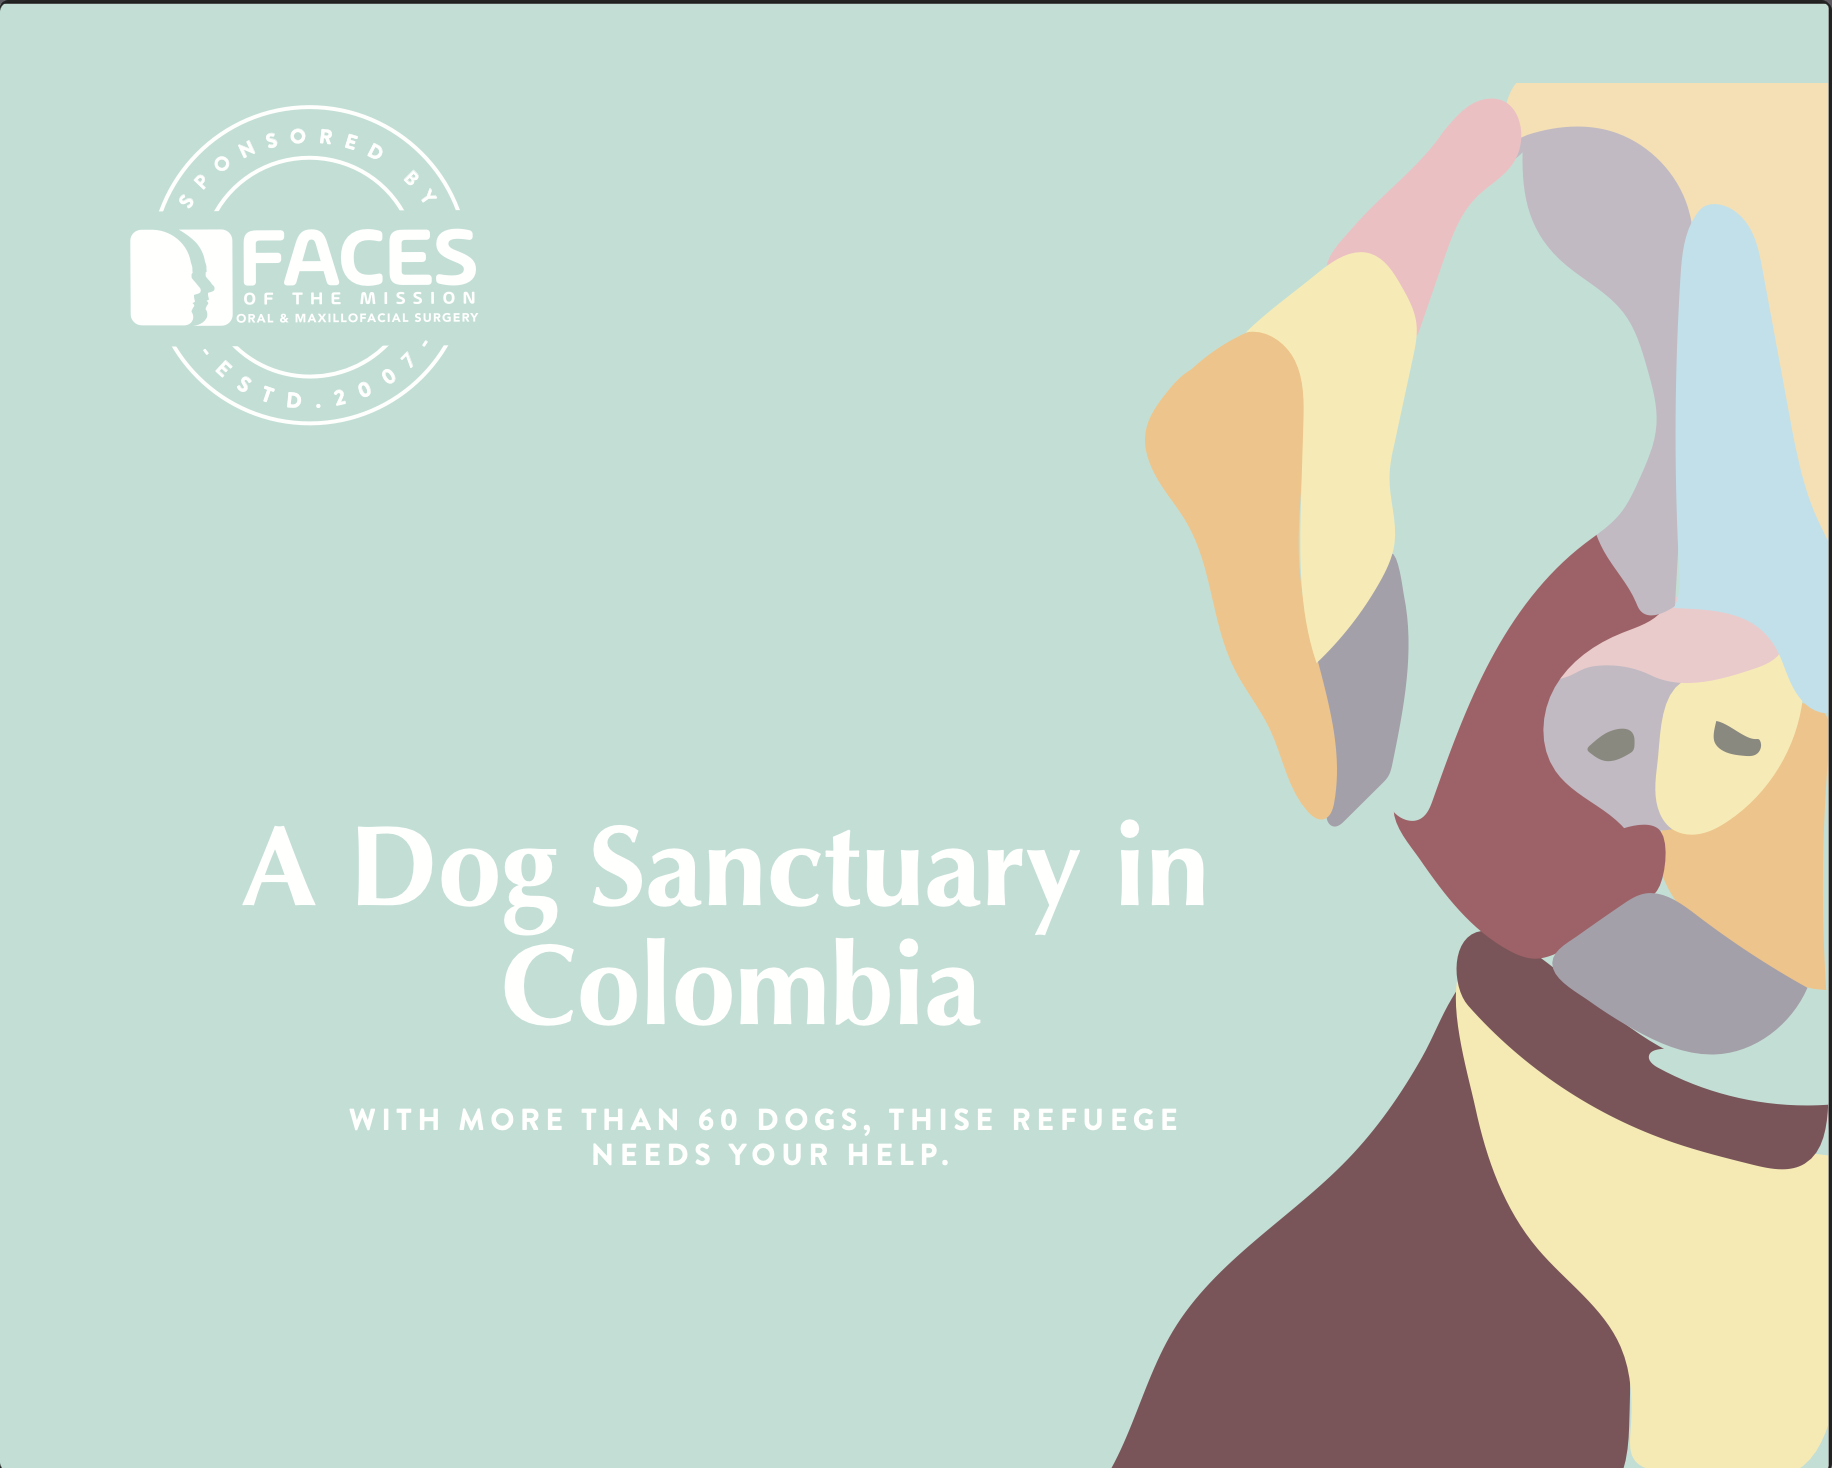 SPONSORED BY
FACES
OF THE MISSION
ORAL & MAXILLOFACIAL SURGERY
- ESTD. 2007 -
A Dog Sanctuary in
Colombia
WITH MORE THAN 60 DOGS, THISE REFUEGE
NEEDS YOUR HELP.